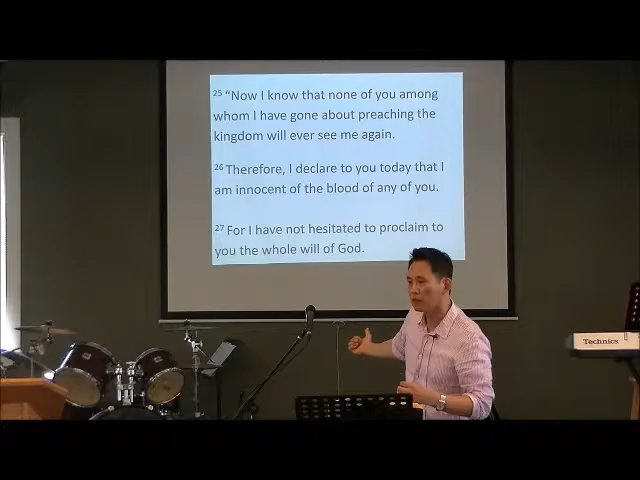 25 “Now I know that none of you among
whom I have gone about preaching the
kingdom will ever see me again.
26 Therefore, I declare to you today that I
am innocent of the blood of any of you.
27 For I have not hesitated to proclaim to
you the whole will of God.
Technics